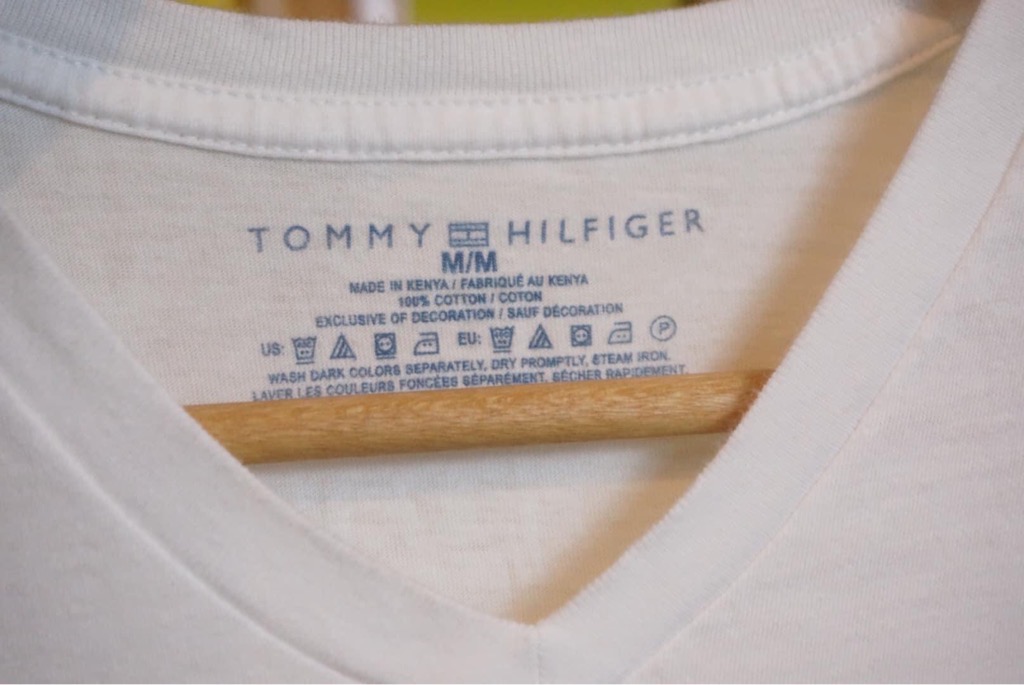 TOMMY HILFIGER
M/M
MADE IN KENYA / FABRIQUÉ AU KENYA
100% COTTON / COTON
EXCLUSIVE OF DECORATION / SAUF DÉCORATION
US: EU: P
WASH DARK COLORS SEPARATELY, DRY PROMPTLY, STEAM IRON.
LAVER LES COULEURS FONCÉES SÉPARÉMENT, SÉCHER RAPIDEMENT,